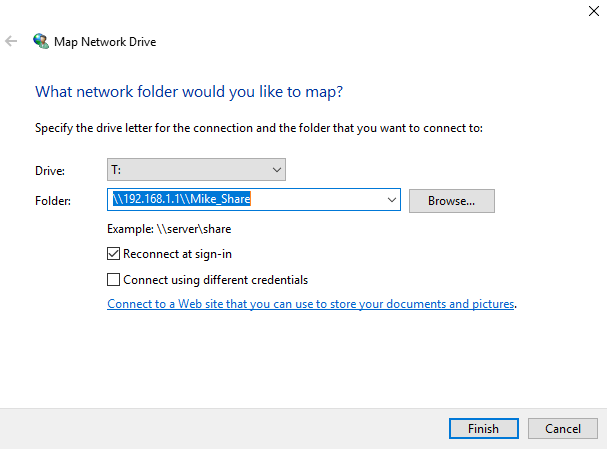 Map Network Drive
What network folder would you like to map?
Specify the drive letter for the connection and the folder that you want to connect to:
Drive: T:
Folder: \\192.168.1.1\\Mike_Share Browse...
Example: \\server\share
Reconnect at sign-in
Connect using different credentials
Connect to a Web site that you can use to store your documents and pictures.
Finish Cancel